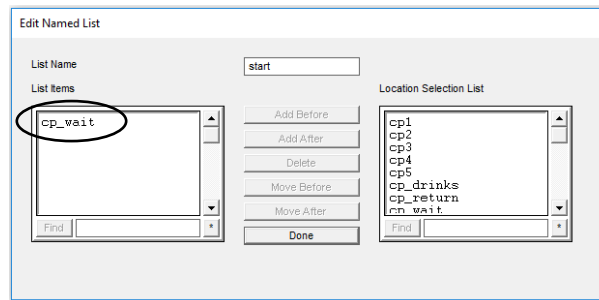 Edit Named List
List Name
start
List Items
Location Selection List
cp_wait
Add Before
Add After
Delete
Move Before
Move After
Done
cp1
cp2
cp3
cp4
cp5
cp_drinks
cp_return
cp_wait
Find
*
Find
*